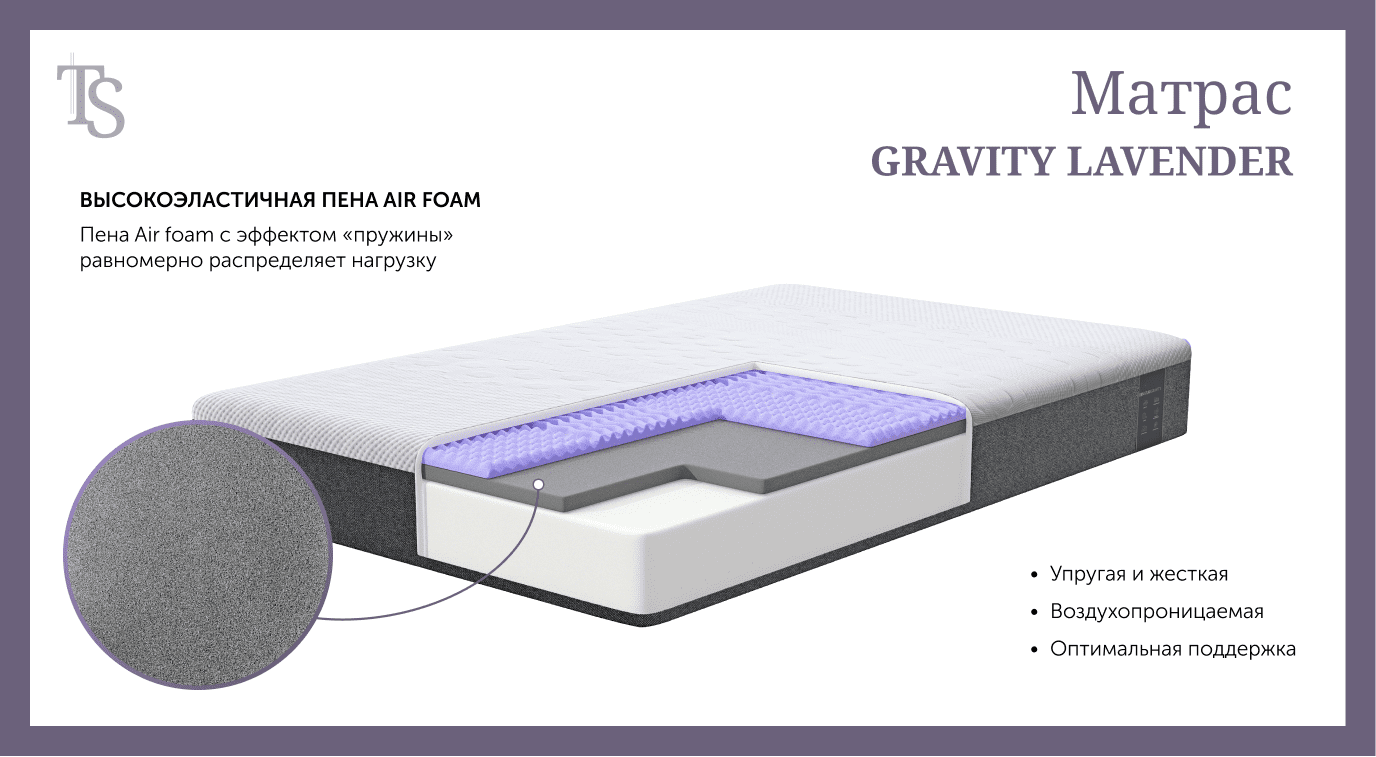 TS
Матрас
GRAVITY LAVENDER
ВЫСОКОЭЛАСТИЧНАЯ ПЕНА AIR FOAM
Пена Air foam с эффектом «пружины»
равномерно распределяет нагрузку
• Упругая и жесткая
• Воздухопроницаемая
• Оптимальная поддержка